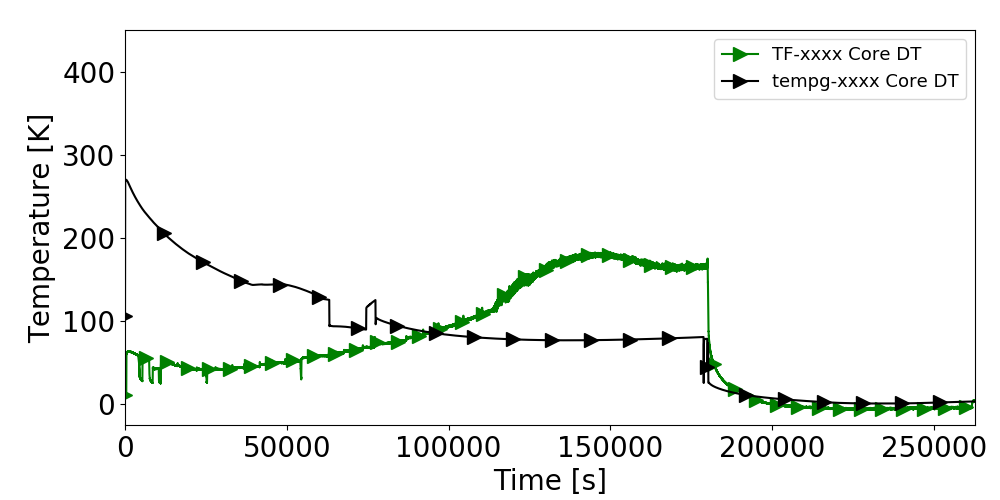 TF-xxxx Core DT
tempg-xxxx Core DT
Temperature [K]
400
300
200
100
0
0
50000
100000
150000
200000
250000
Time [s]